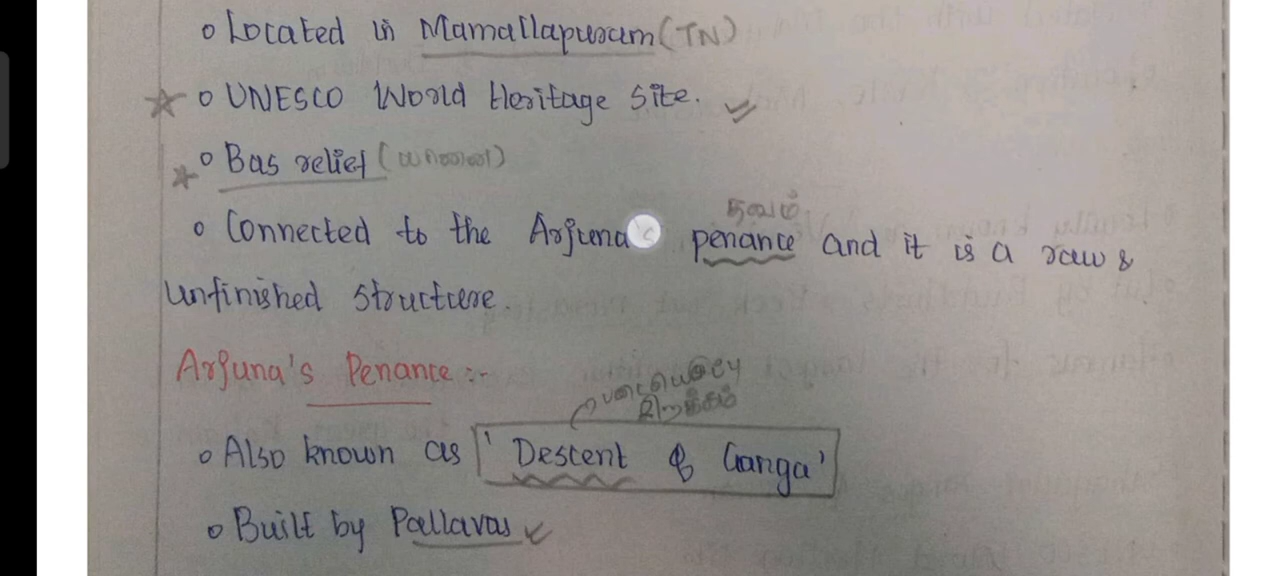 o Located in Mamallapuram (TN)
o UNESCO World Heritage Site.
o Bas relief
தவம்
o Connected to the Arjuna's penance and it is a raw &
unfinished structure.
Arjuna's Penance :-
o Also known as 'Descent of Ganga'
o Built by Pallavas